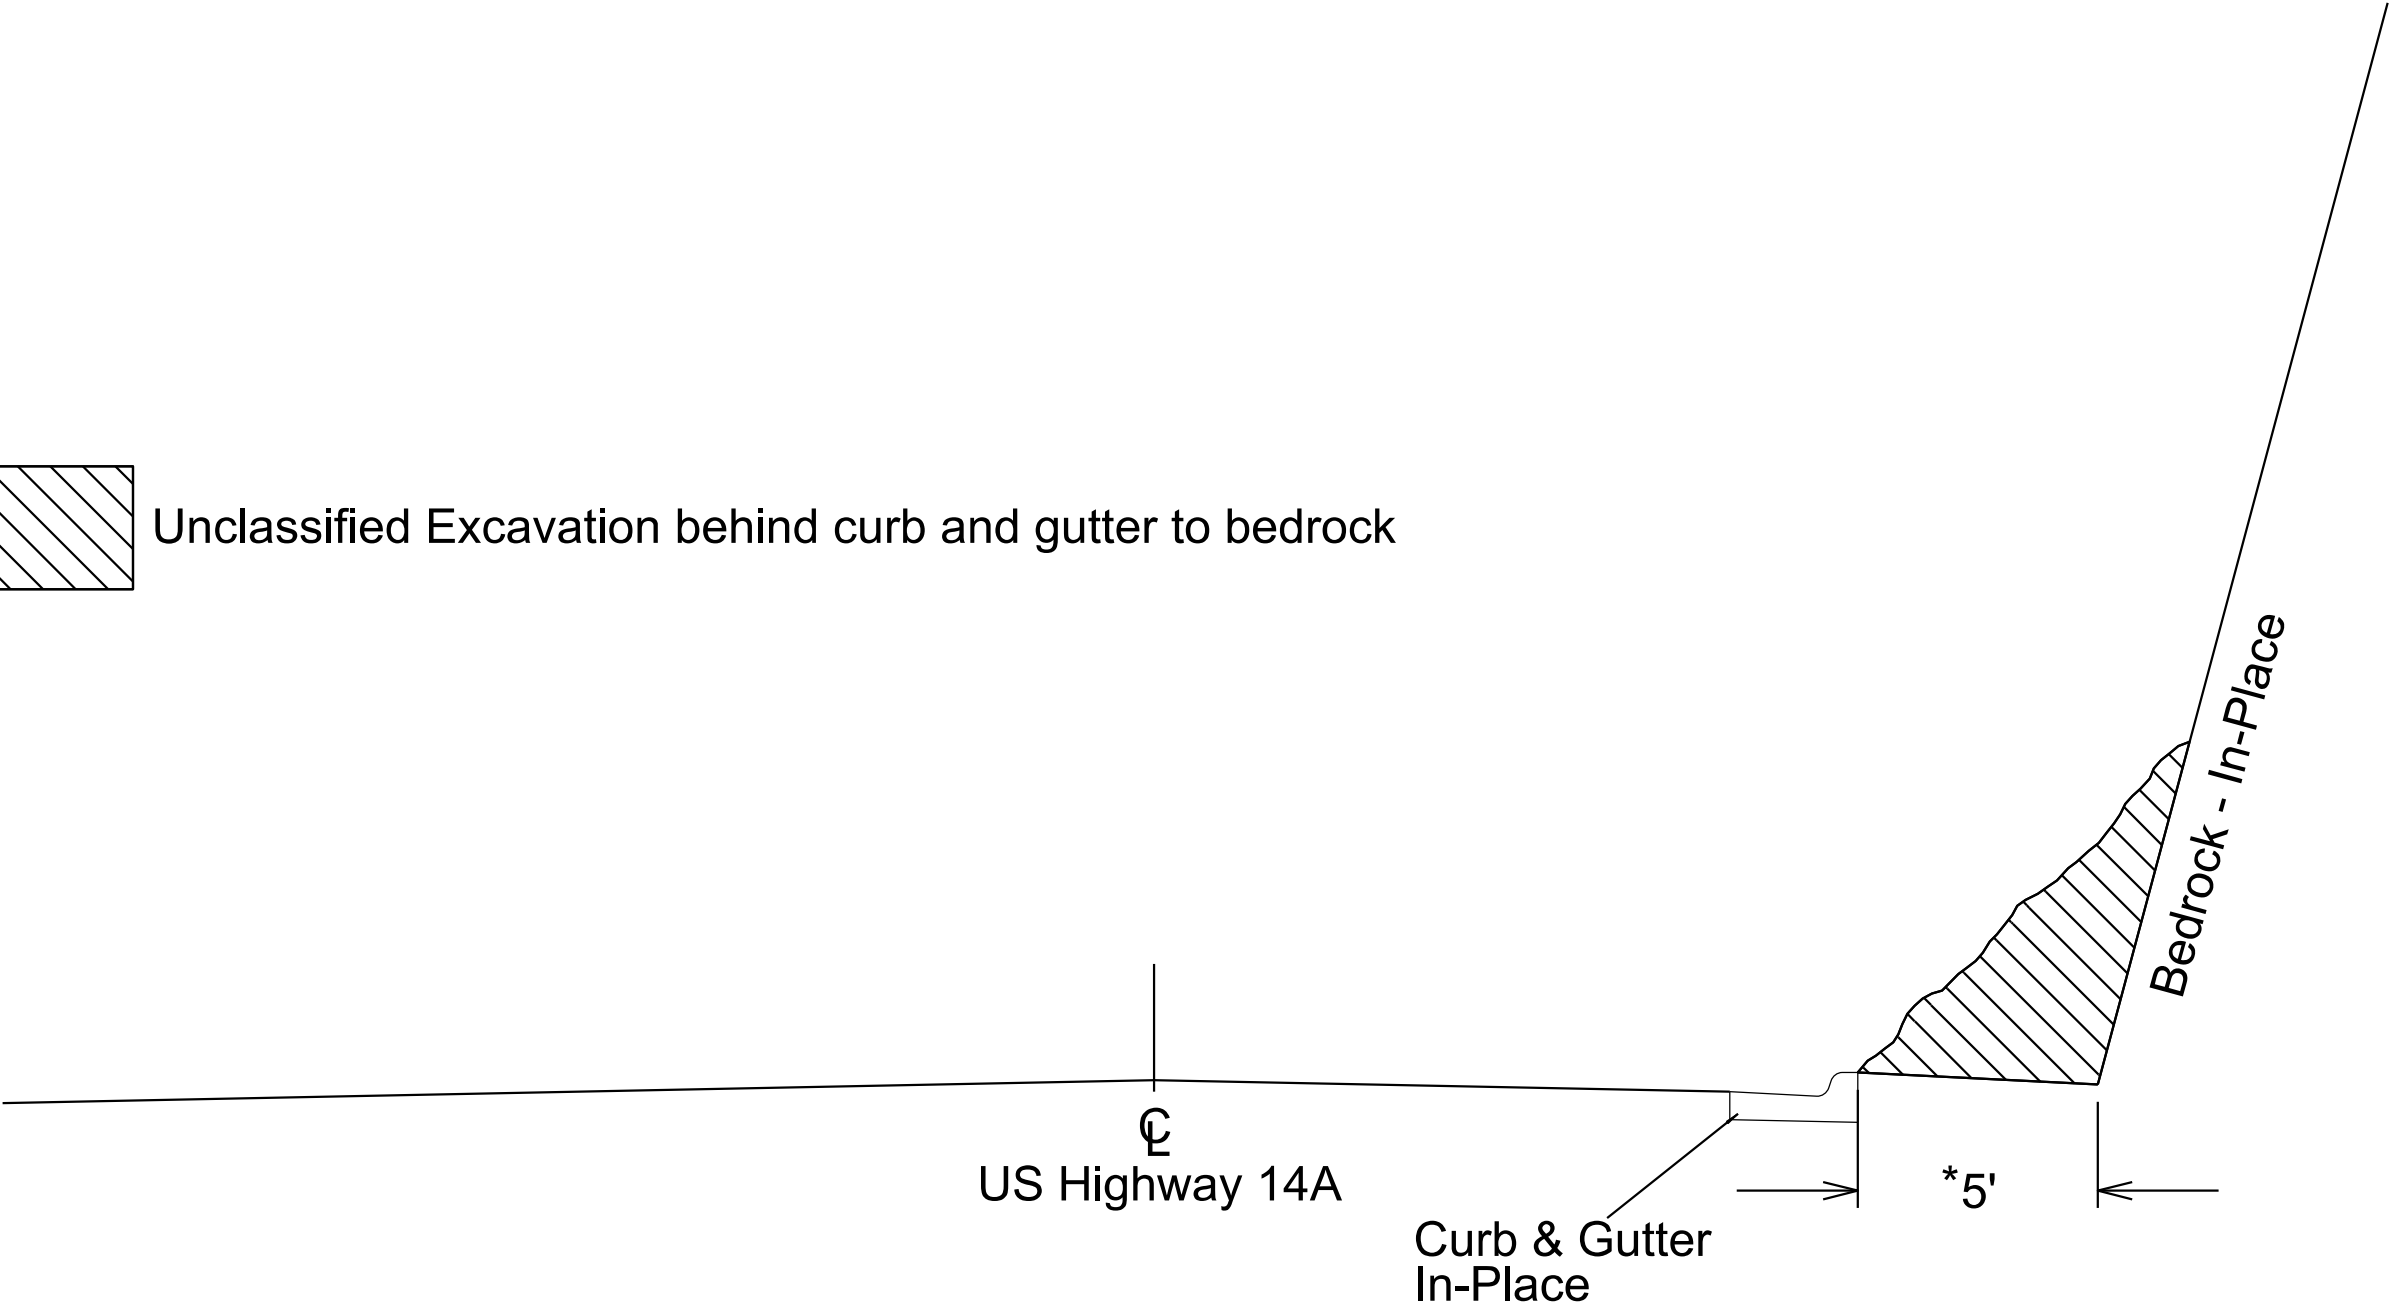 Unclassified Excavation behind curb and gutter to bedrock
Bedrock - In-Place
℄
US Highway 14A
*5'
Curb & Gutter
In-Place